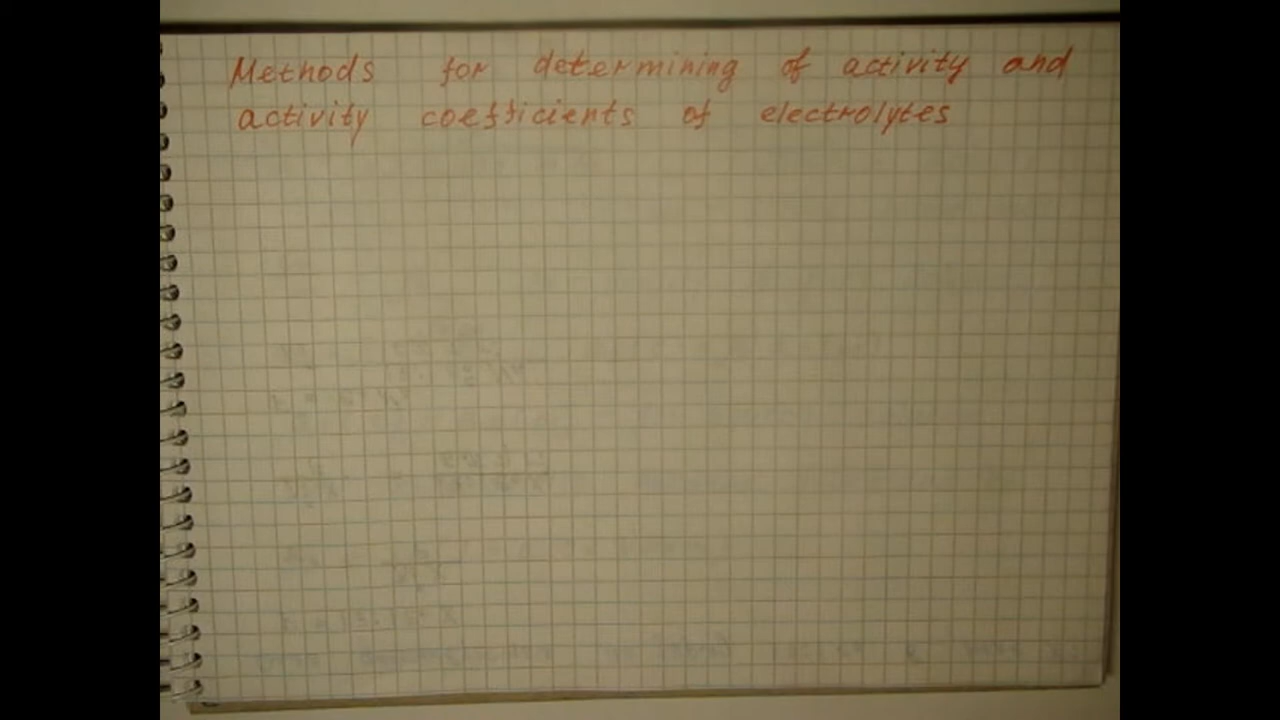 Methods for determining of activity and
activity coefficients of electrolytes